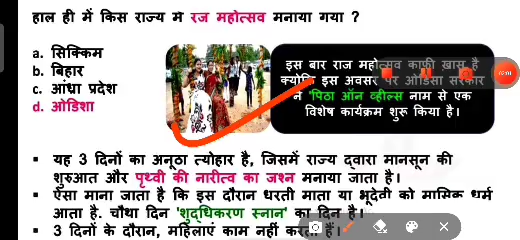 हाल ही में किस राज्य में रज महोत्सव मनाया गया ?
a. सिक्किम
b. बिहार
c. आंध्रा प्रदेश
d. ओडिशा
इस बार राज महोत्सव काफी खास है
क्योंकि इस अवसर पर ओडिसा सरकार
ने 'पिठा ऑन व्हील्स नाम से एक
विशेष कार्यक्रम शुरू किया है।
▪ यह 3 दिनों का अनूठा त्योहार है, जिसमें राज्य द्वारा मानसून की
शुरुआत और पृथ्वी की नारीत्व का जश्न मनाया जाता है।
▪ ऐसा माना जाता है कि इस दौरान धरती माता या भूदेवी को मासिक धर्म
आता है. चौथा दिन 'शुद्धिकरण स्नान' का दिन है।
▪ 3 दिनों के दौरान, महिलाएं काम नहीं करती हैं।